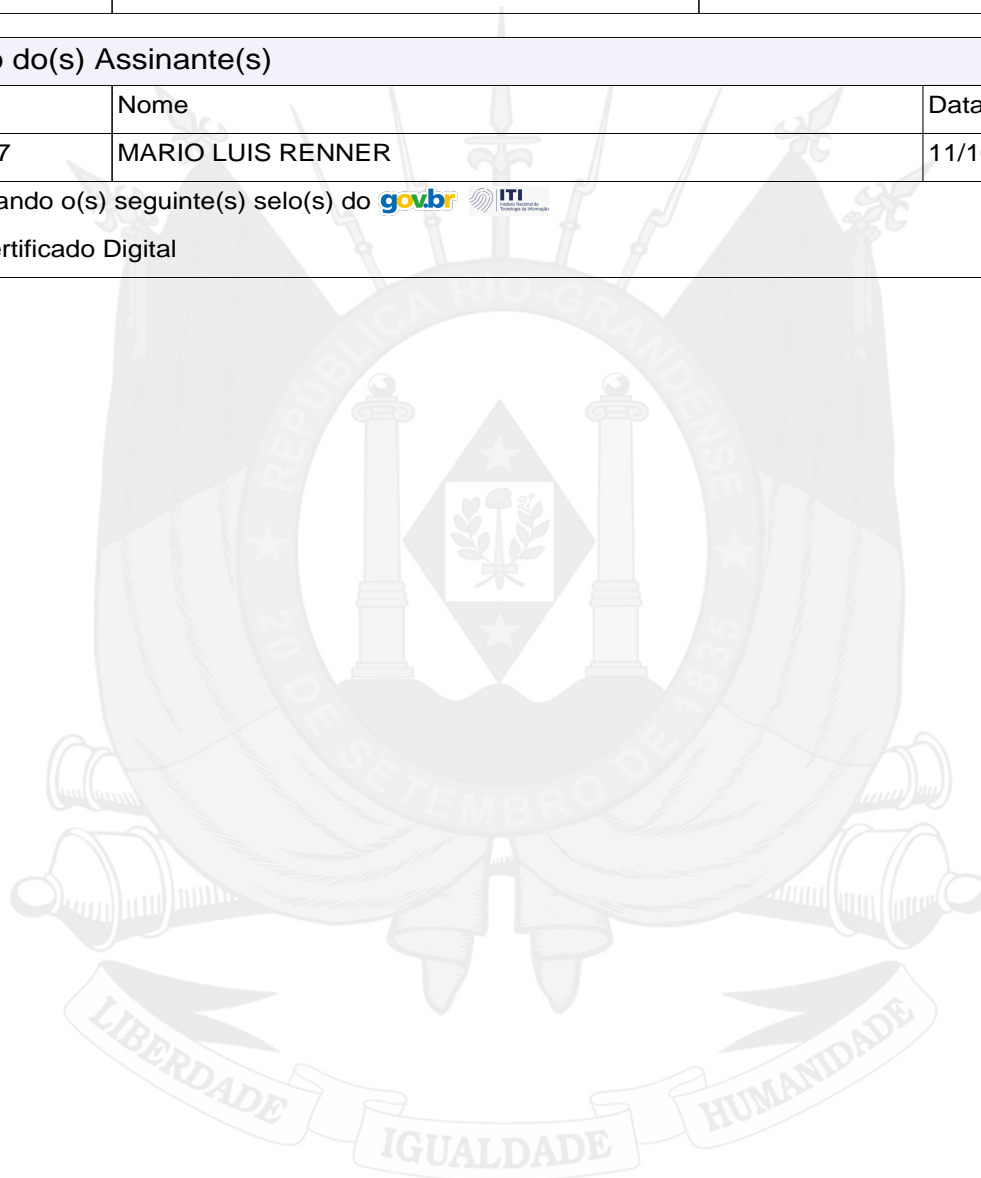 o do(s) Assinante(s)
Nome Data
7 MARIO LUIS RENNER 11/1
ando o(s) seguinte(s) selo(s) do gov.br ITI
rtificado Digital
REPÚBLICA RIO-GRANDENSE
★ 20 DE SETEMBRO DE 1835 ★
LIBERDADE IGUALDADE HUMANIDADE